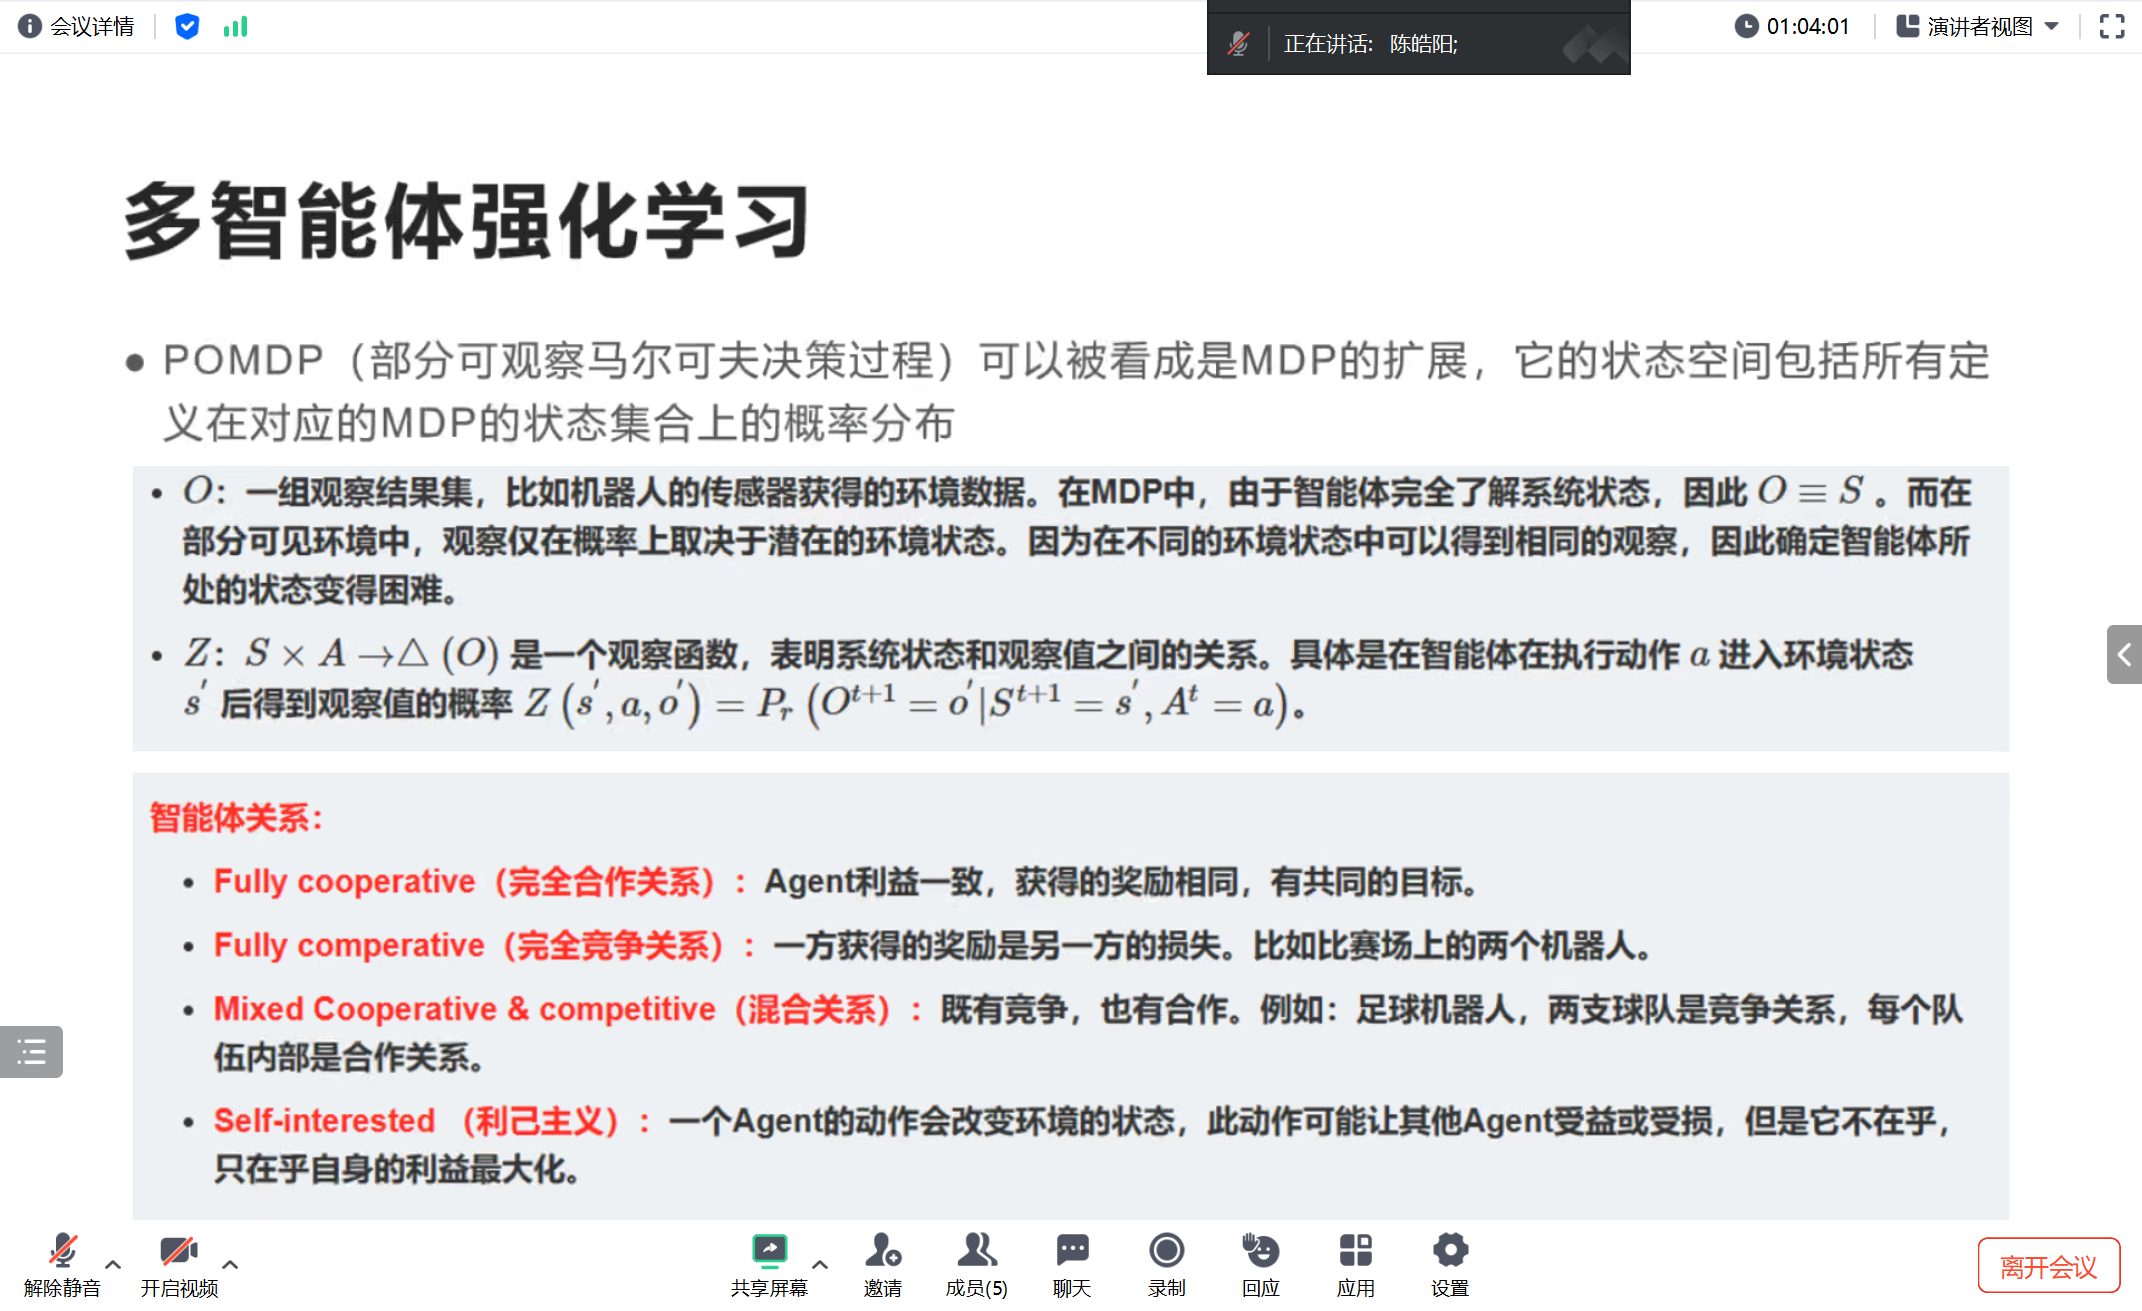 会议详情
正在讲话: 陈皓阳;
01:04:01
演讲者视图
多智能体强化学习
● POMDP（部分可观察马尔可夫决策过程）可以被看成是MDP的扩展，它的状态空间包括所有定
义在对应的MDP的状态集合上的概率分布
• O：一组观察结果集，比如机器人的传感器获得的环境数据。在MDP中，由于智能体完全了解系统状态，因此 O ≡ S 。而在
部分可见环境中，观察仅在概率上取决于潜在的环境状态。因为在不同的环境状态中可以得到相同的观察，因此确定智能体所
处的状态变得困难。
• Z：S × A →△ (O) 是一个观察函数，表明系统状态和观察值之间的关系。具体是在智能体在执行动作 a 进入环境状态
s′ 后得到观察值的概率 Z (s′, a, o′) = Pr (O^{t+1} = o′|S^{t+1} = s′, A^t = a)。
智能体关系：
• Fully cooperative（完全合作关系）：Agent利益一致，获得的奖励相同，有共同的目标。
• Fully comperative（完全竞争关系）：一方获得的奖励是另一方的损失。比如比赛场上的两个机器人。
• Mixed Cooperative & competitive（混合关系）：既有竞争，也有合作。例如：足球机器人，两支球队是竞争关系，每个队
伍内部是合作关系。
• Self-interested （利己主义）：一个Agent的动作会改变环境的状态，此动作可能让其他Agent受益或受损，但是它不在乎，
只在乎自身的利益最大化。
解除静音
开启视频
共享屏幕
邀请
成员(5)
聊天
录制
回应
应用
设置
离开会议